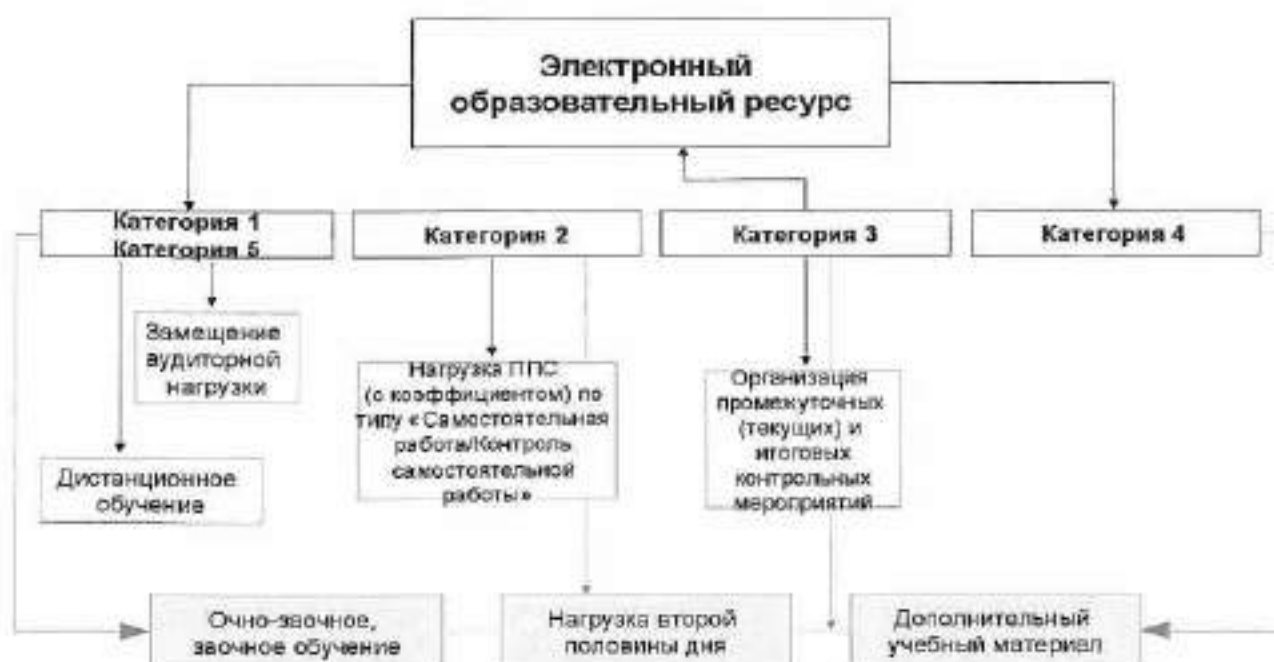 Электронный
образовательный ресурс
Категория 1
Категория 5
Категория 2
Категория 3
Категория 4
Замещение
аудиторной
нагрузки
Нагрузка ППС
(с коэффициентом) по
типу «Самостоятельная
работа/Контроль
самостоятельной
работы»
Организация
промежуточных
(текущих) и
итоговых
контрольных
мероприятий
Дистанционное
обучение
Очно-заочное,
заочное обучение
Нагрузка второй
половины дня
Дополнительный
учебный материал